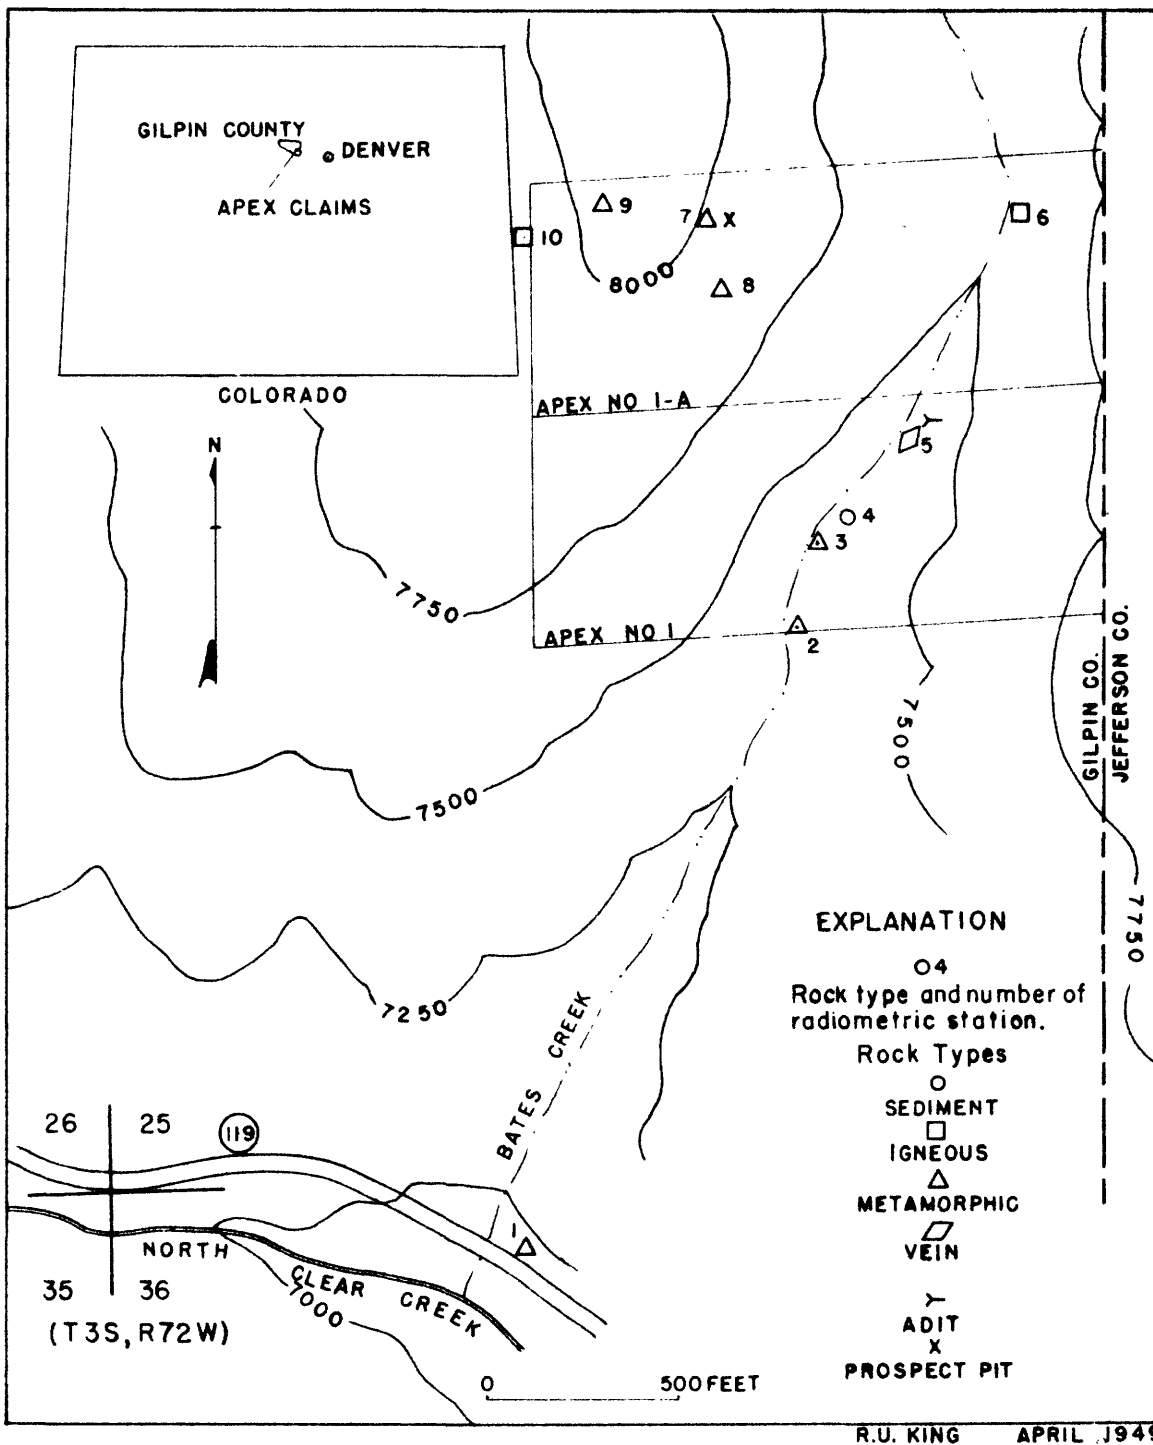 GILPIN COUNTY
DENVER
APEX CLAIMS
COLORADO
N
9
7 X
6
10
8000
8
APEX NO 1-A
5
4
3
7750
APEX NO 1
2
GILPIN CO.
JEFFERSON CO.
7500
7500
7750
7250
BATES CREEK
EXPLANATION
4
Rock type and number of
radiometric station.
Rock Types
SEDIMENT
IGNEOUS
METAMORPHIC
VEIN
ADIT
X
PROSPECT PIT
26 25
119
1
NORTH CLEAR CREEK
35 36
7000
(T3S, R72W)
0 500 FEET
R.U. KING APRIL 1949